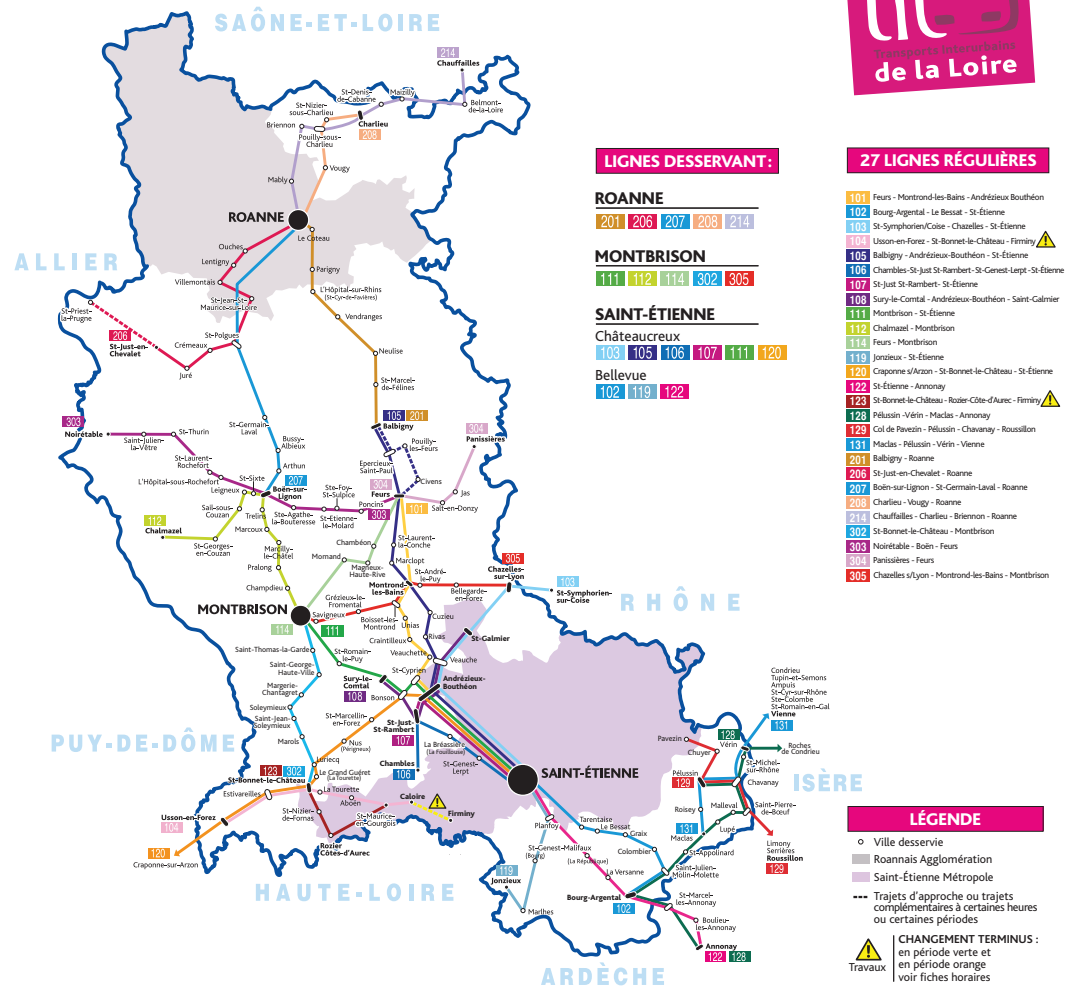 SAÔNE-ET-LOIRE
214
Chauffailles
Maizilly
St-Denis-
de-Cabanne
Belmont-
de-la-Loire
St-Nizier-
sous-Charlieu
Briennon
Charlieu
208
Pouilly-sous-
Charlieu
Vougy
Mably
ROANNE
Le Coteau
Ouches
Lentigny
Villemontais
Parigny
L'Hôpital-sur-Rhins
(St-Cyr-de-Favières)
St-Jean-St-
Maurice-sur-Loire
Vendranges
ALLIER
St-Priest-
la-Prugne
206
St-Just-en-
Chevalet
Crémeaux
St-Polgues
Juré
Neulise
St-Marcel-
de-Félines
105 201
Balbigny
303
Noirétable
Saint-Julien-
la-Vêtre
St-Thurin
St-Laurent-
Rochefort
L'Hôpital-sous-Rochefort
St-Germain-
Laval
Bussy-
Albieux
Arthun
207
Boën-sur-
Lignon
St-Sixte
Leigneux
Sail-sous-
Couzan
Trelins
Ste-Agathe-
la-Bouteresse
Ste-Foy-
St-Sulpice
St-Étienne-
le-Molard
Poncins
303
Epercieux-
Saint-Paul
Pouilly-
les-Feurs
Civens
304
Feurs
101
304
Panissières
Jas
Salt-en-Donzy
112
Chalmazel
St-Georges-
en-Couzan
Marcoux
Marcilly-
le-Châtel
Pralong
Champdieu
Chambéon
Mornand
Magneux-
Haute-Rive
St-Laurent-
la-Conche
Marclopt
St-André-
le-Puy
Montrond-
les-Bains
Bellegarde-
en-Forez
305
Chazelles-
sur-Lyon
103
St-Symphorien-
sur-Coise
RHÔNE
MONTBRISON
Savigneux
114
111
Grézieux-le-
Fromental
Boisset-les-
Montrond
Unias
Cuzieu
Craintilleux
Rivas
St-Galmier
Veauchette
Veauche
Saint-Thomas-la-Garde
St-Romain-
le-Puy
Saint-George-
Haute-Ville
Margerie-
Chantagret
Soleymieux
Saint-Jean-
Soleymieux
Marols
Sury-le-
Comtal
108
St-Cyprien
Andrézieux-
Bouthéon
Bonson
St-Marcellin-
en-Forez
Nus
(Périgneux)
St-Just-
St-Rambert
107
Chambles
106
La Bréassière
(La Fouillouse)
St-Genest-
Lerpt
SAINT-ÉTIENNE
PUY-DE-DÔME
Luriecq
Le Grand Guéret
(La Tourette)
123 302
St-Bonnet-le-Château
Estivareilles
La Tourette
Aboën
St-Nizier-
de-Fornas
St-Maurice-
en-Gourgois
Caloire
Firminy
Usson-en-Forez
104
120
Craponne-sur-Arzon
Rozier
Côtes-d'Aurec
HAUTE-LOIRE
Planfoy
Tarentaise
Le Bessat
Graix
Colombier
St-Genest-Malifaux
(Bourg)
(La République)
La Versanne
Saint-Julien-
Molin-Molette
St-Appolinard
119
Jonzieux
Marlhes
Bourg-Argental
102
St-Marcel-
les-Annonay
Boulieu-
les-Annonay
Annonay
122 128
ARDÈCHE
Condrieu
Tupin-et-Semons
Ampuis
St-Cyr-sur-Rhône
Ste-Colombe
St-Romain-en-Gal
Vienne
131
128
Vérin
Roches
de Condrieu
Pavezin
Chuyer
St-Michel-
sur-Rhône
Pélussin
129
Chavanay
ISÈRE
Roisey
Malleval
Saint-Pierre-
de-Bœuf
131
Maclas
Lupé
Limony
Serrières
Roussillon
129
Transports Interurbains
de la Loire
LIGNES DESSERVANT:
ROANNE
201 206 207 208 214
MONTBRISON
111 112 114 302 305
SAINT-ÉTIENNE
Châteaucreux
103 105 106 107 111 120
Bellevue
102 119 122
27 LIGNES RÉGULIÈRES
101 Feurs - Montrond-les-Bains - Andrézieux Bouthéon
102 Bourg-Argental - Le Bessat - St-Étienne
103 St-Symphorien/Coise - Chazelles - St-Étienne
104 Usson-en-Forez - St-Bonnet-le-Château - Firminy
105 Balbigny - Andrézieux-Bouthéon - St-Étienne
106 Chambles-St-Just St-Rambert-St-Genest-Lerpt -St-Étienne
107 St-Just St-Rambert- St-Étienne
108 Sury-le-Comtal - Andrézieux-Bouthéon - Saint-Galmier
111 Montbrison - St-Étienne
112 Chalmazel - Montbrison
114 Feurs - Montbrison
119 Jonzieux - St-Étienne
120 Craponne s/Arzon - St-Bonnet-le-Château - St-Étienne
122 St-Étienne - Annonay
123 St-Bonnet-le-Château - Rozier-Côte-d'Aurec - Firminy
128 Pélussin -Vérin - Maclas - Annonay
129 Col de Pavezin - Pélussin - Chavanay - Roussillon
131 Maclas - Pélussin - Vérin - Vienne
201 Balbigny - Roanne
206 St-Just-en-Chevalet - Roanne
207 Boën-sur-Lignon - St-Germain-Laval - Roanne
208 Charlieu - Vougy - Roanne
214 Chauffailles - Charlieu - Briennon - Roanne
302 St-Bonnet-le-Château - Montbrison
303 Noirétable - Boën - Feurs
304 Panissières - Feurs
305 Chazelles s/Lyon - Montrond-les-Bains - Montbrison
LÉGENDE
Ville desservie
Roannais Agglomération
Saint-Étienne Métropole
Trajets d'approche ou trajets
complémentaires à certaines heures
ou certaines périodes
Travaux
CHANGEMENT TERMINUS :
en période verte et
en période orange
voir fiches horaires